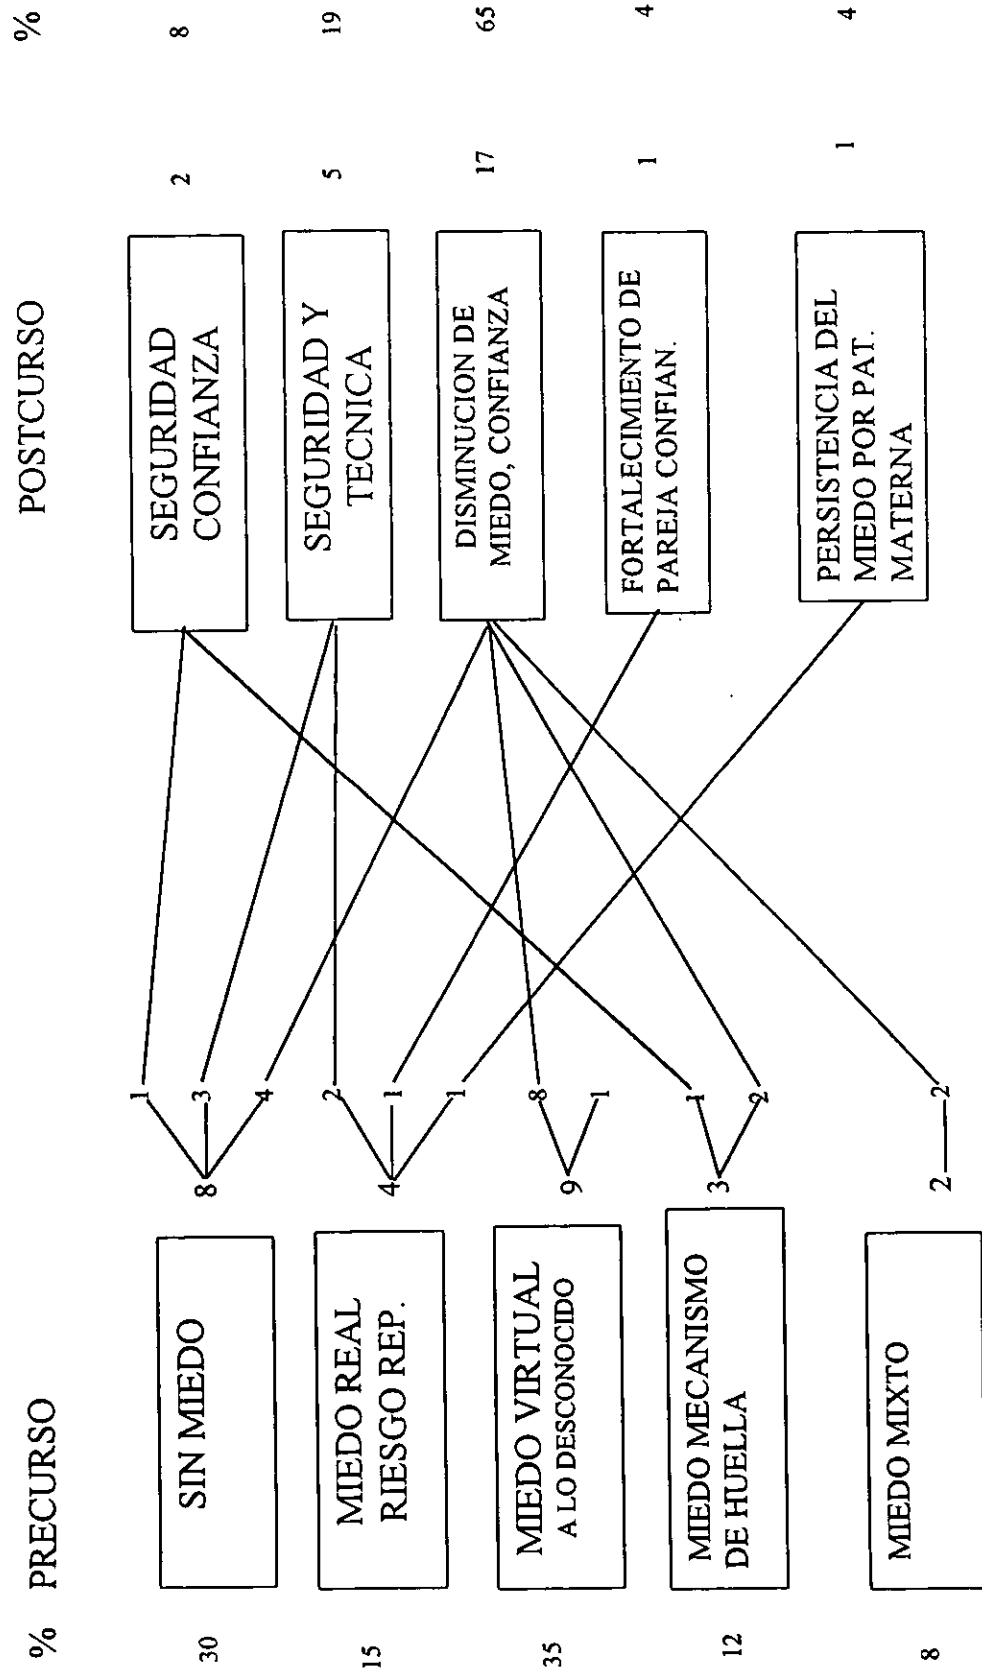 % PRECURSO
POSTCURSO
%
30
SIN MIEDO
8
1
3
4
SEGURIDAD
CONFIANZA
2
8
15
MIEDO REAL
RIESGO REP.
4
2
1
1
SEGURIDAD Y
TECNICA
5
19
35
MIEDO VIRTUAL
A LO DESCONOCIDO
9
8
1
DISMINUCION DE
MIEDO, CONFIANZA
17
65
12
MIEDO MECANISMO
DE HUELLA
3
1
2
FORTALECIMIENTO DE
PAREJA CONFIAN.
1
4
8
MIEDO MIXTO
2
2
PERSISTENCIA DEL
MIEDO POR PAT.
MATERNA
1
4